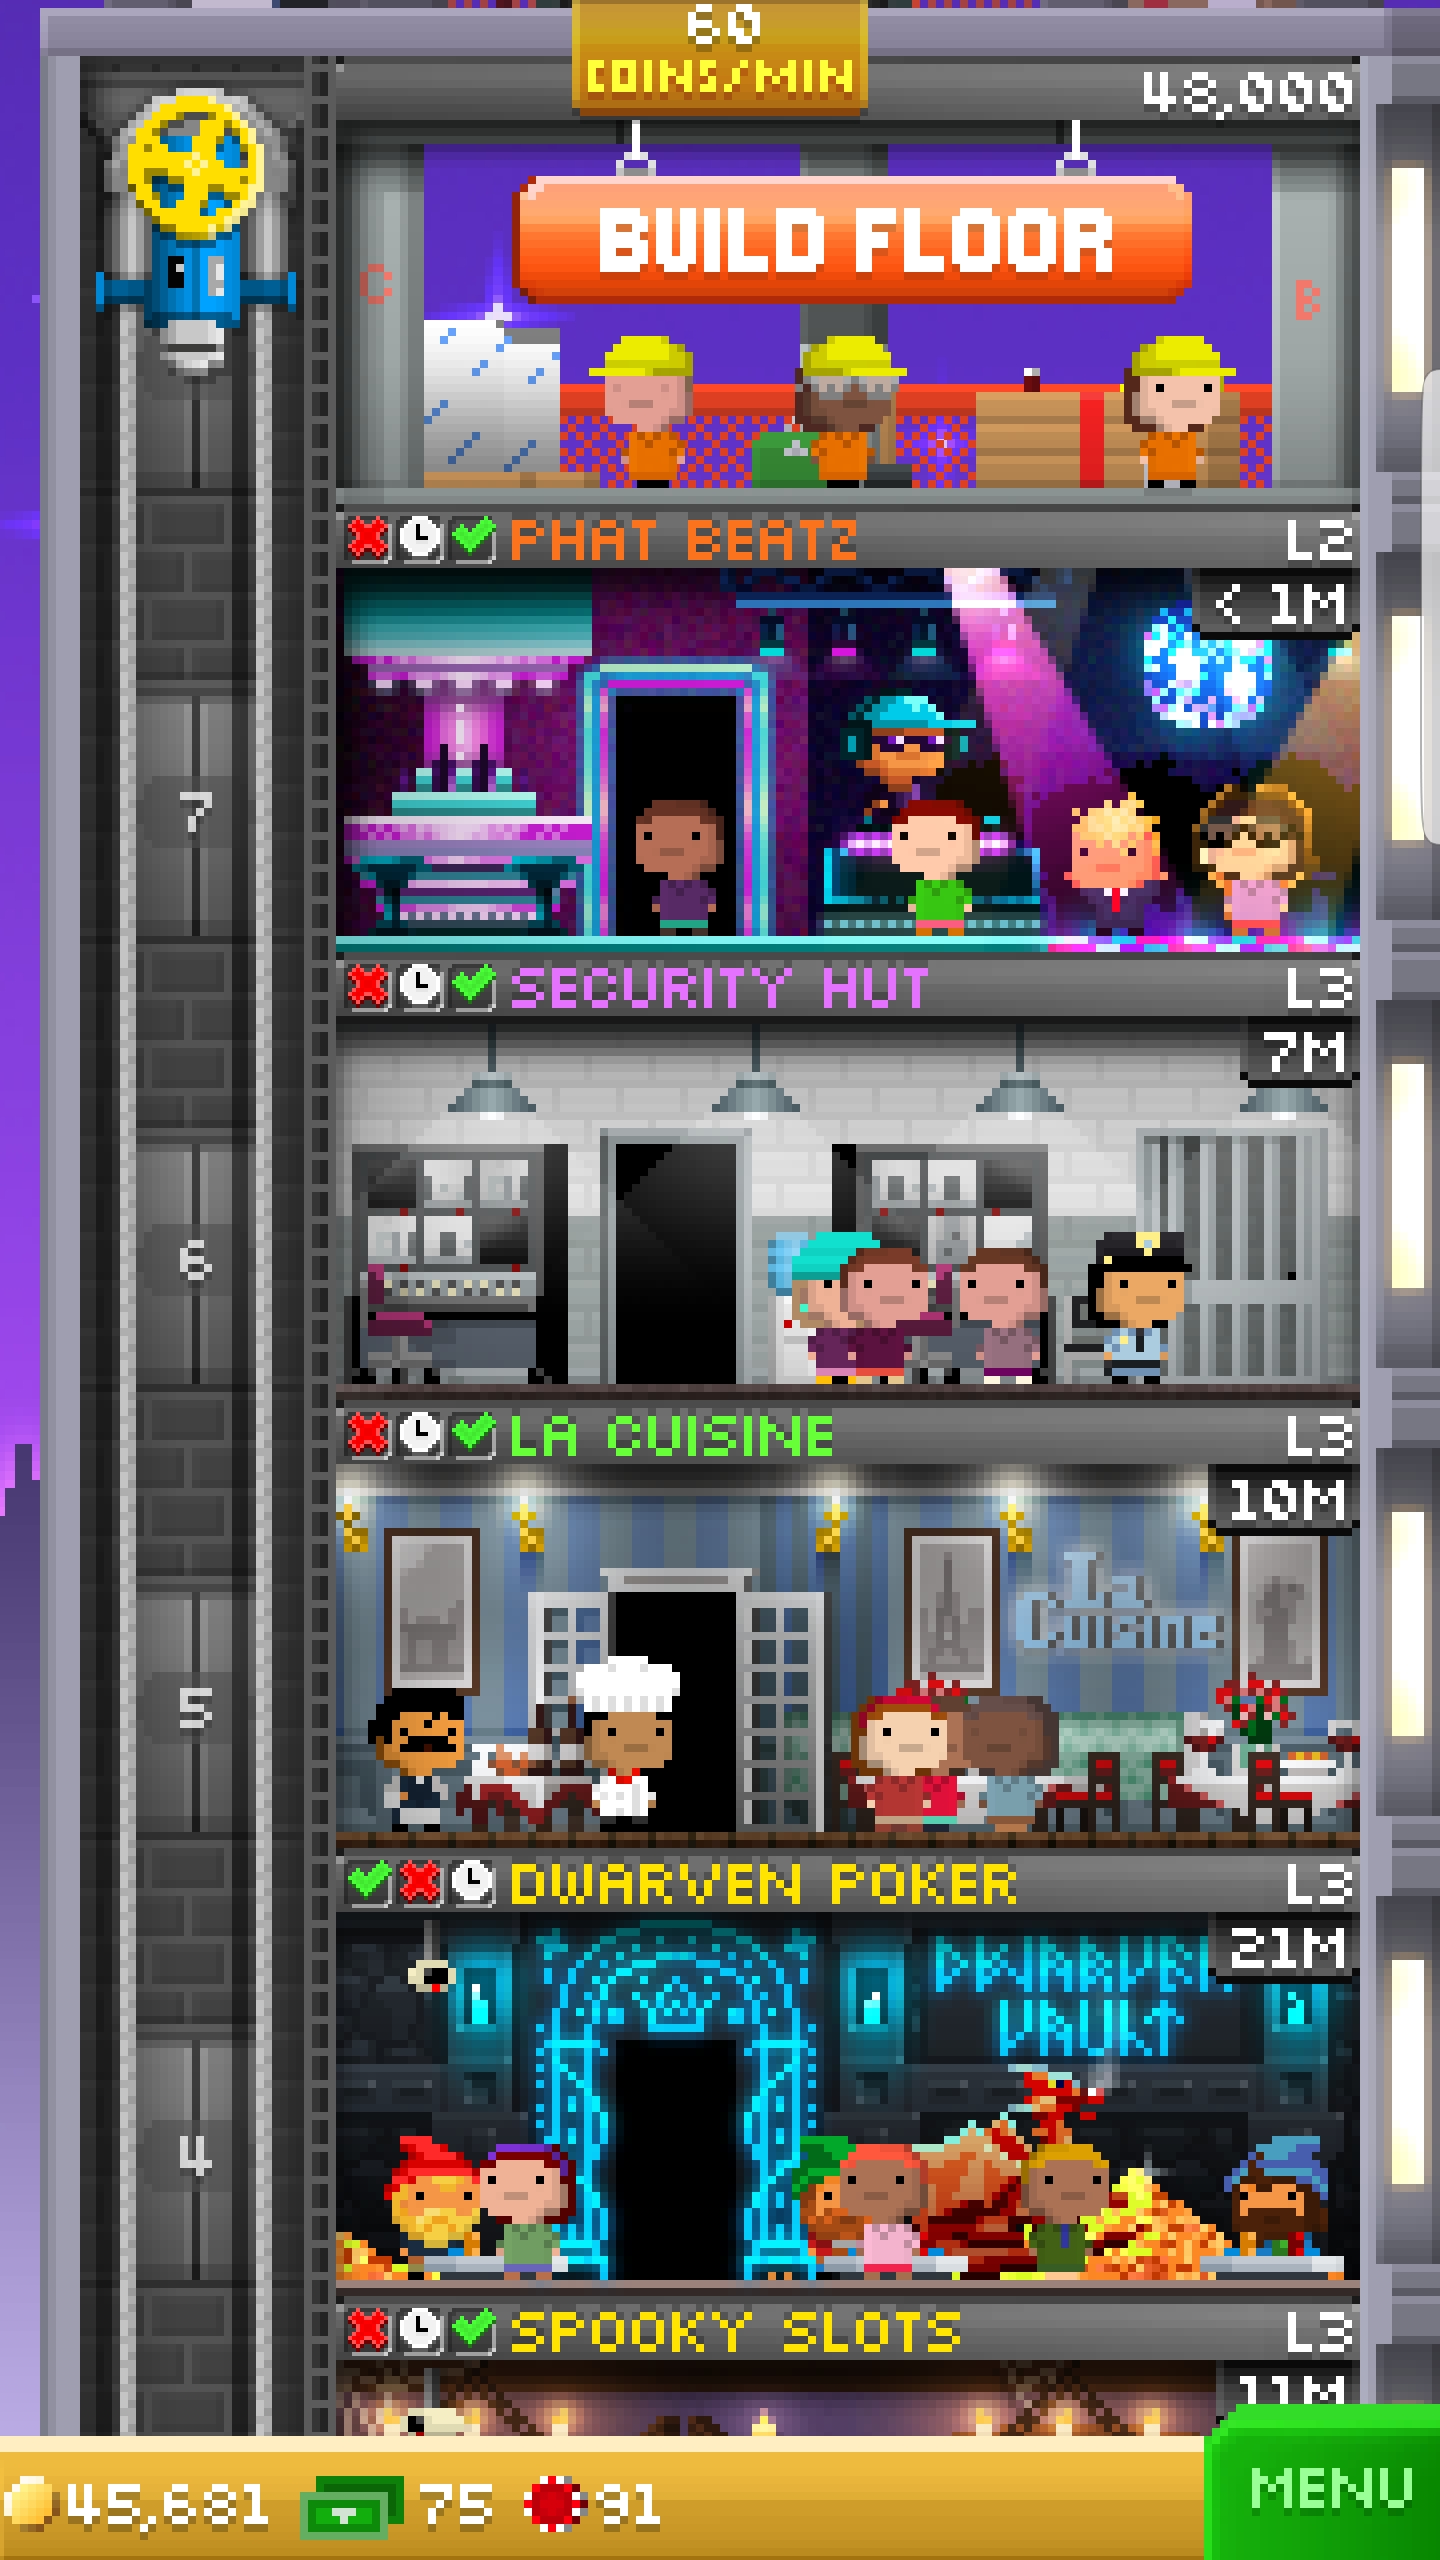 60
COINS/MIN
48,000
BUILD FLOOR
C
B
PHAT BEATZ L2
< 1M
7
SECURITY HUT L3
7M
6
LA CUISINE L3
10M
La
Cuisine
5
DWARVEN POKER L3
21M
DWARVEN
VAULT
4
SPOOKY SLOTS L3
11M
45,681 75 91
MENU